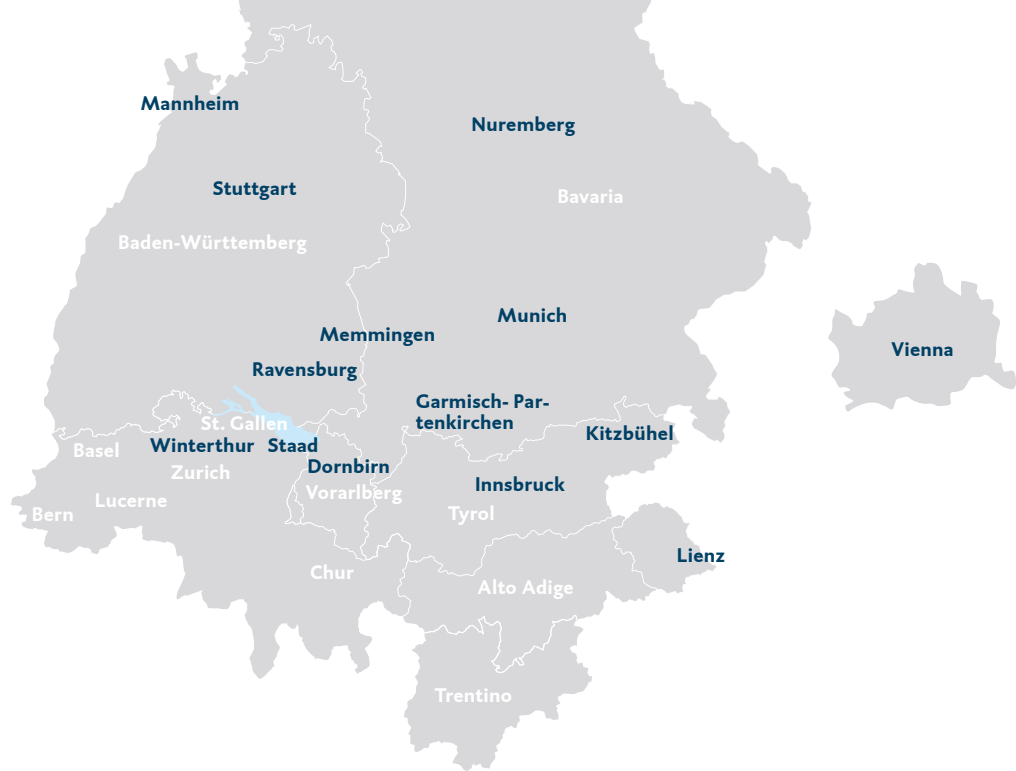 Mannheim
Nuremberg
Stuttgart
Bavaria
Baden-Württemberg
Munich
Memmingen
Vienna
Ravensburg
Garmisch- Par-
tenkirchen
St. Gallen
Kitzbühel
Basel
Winterthur
Staad
Dornbirn
Zurich
Innsbruck
Vorarlberg
Lucerne
Bern
Tyrol
Lienz
Chur
Alto Adige
Trentino